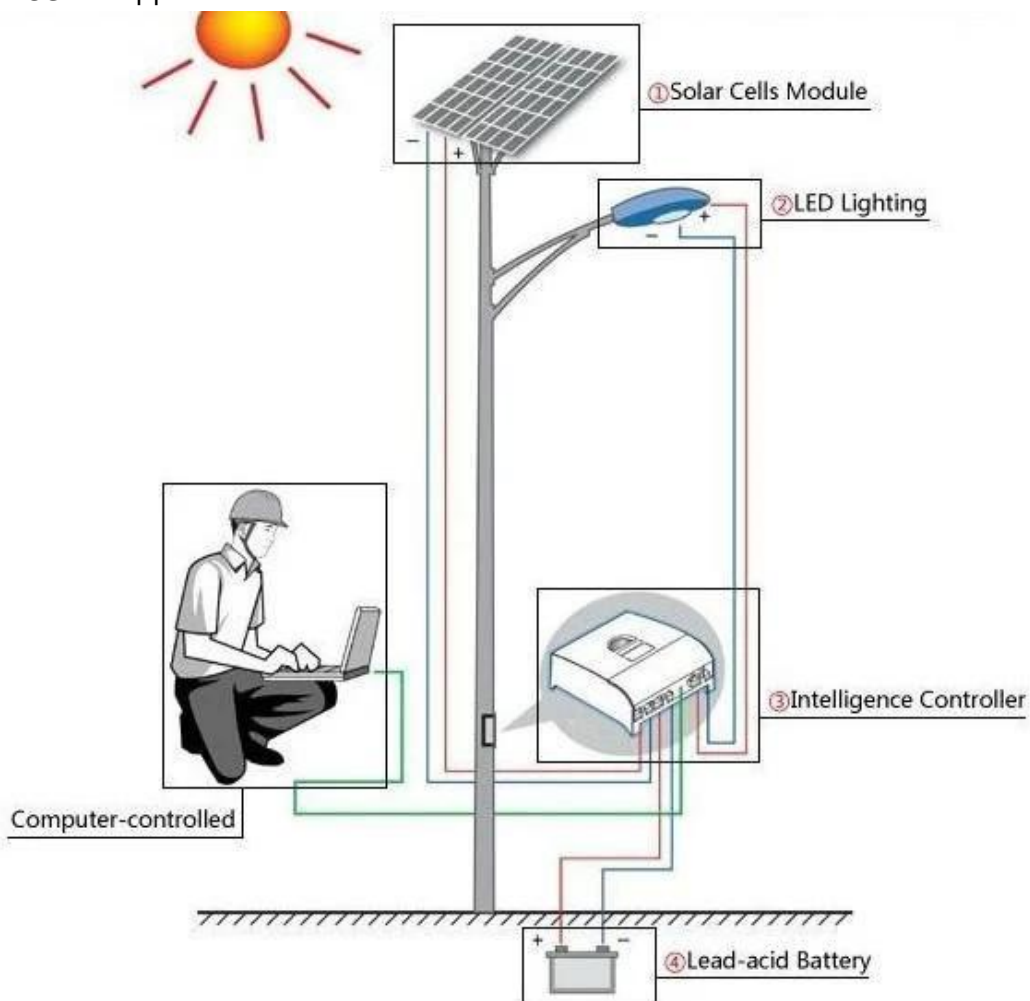 ①Solar Cells Module
- +
②LED Lighting
+
-
③Intelligence Controller
Computer-controlled
+ -
④Lead-acid Battery